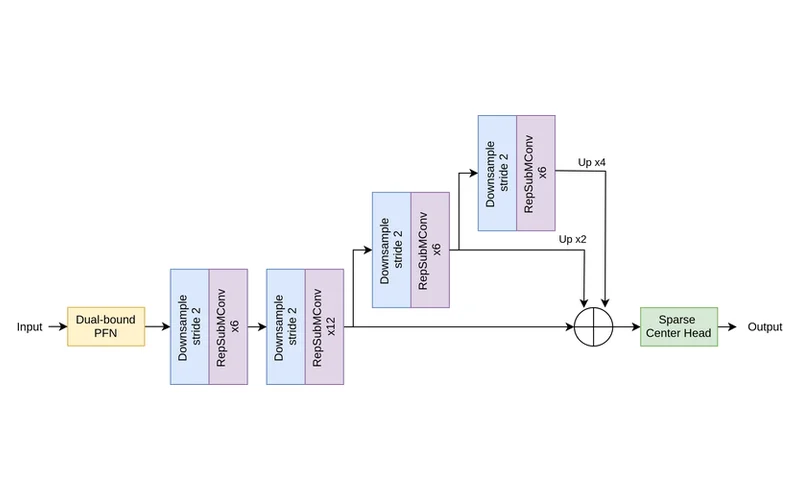 Input
Dual-bound
PFN
Downsample
stride 2
RepSubMConv
x6
Downsample
stride 2
RepSubMConv
x12
Downsample
stride 2
RepSubMConv
x6
Downsample
stride 2
RepSubMConv
x6
Up x4
Up x2
Sparse
Center Head
Output